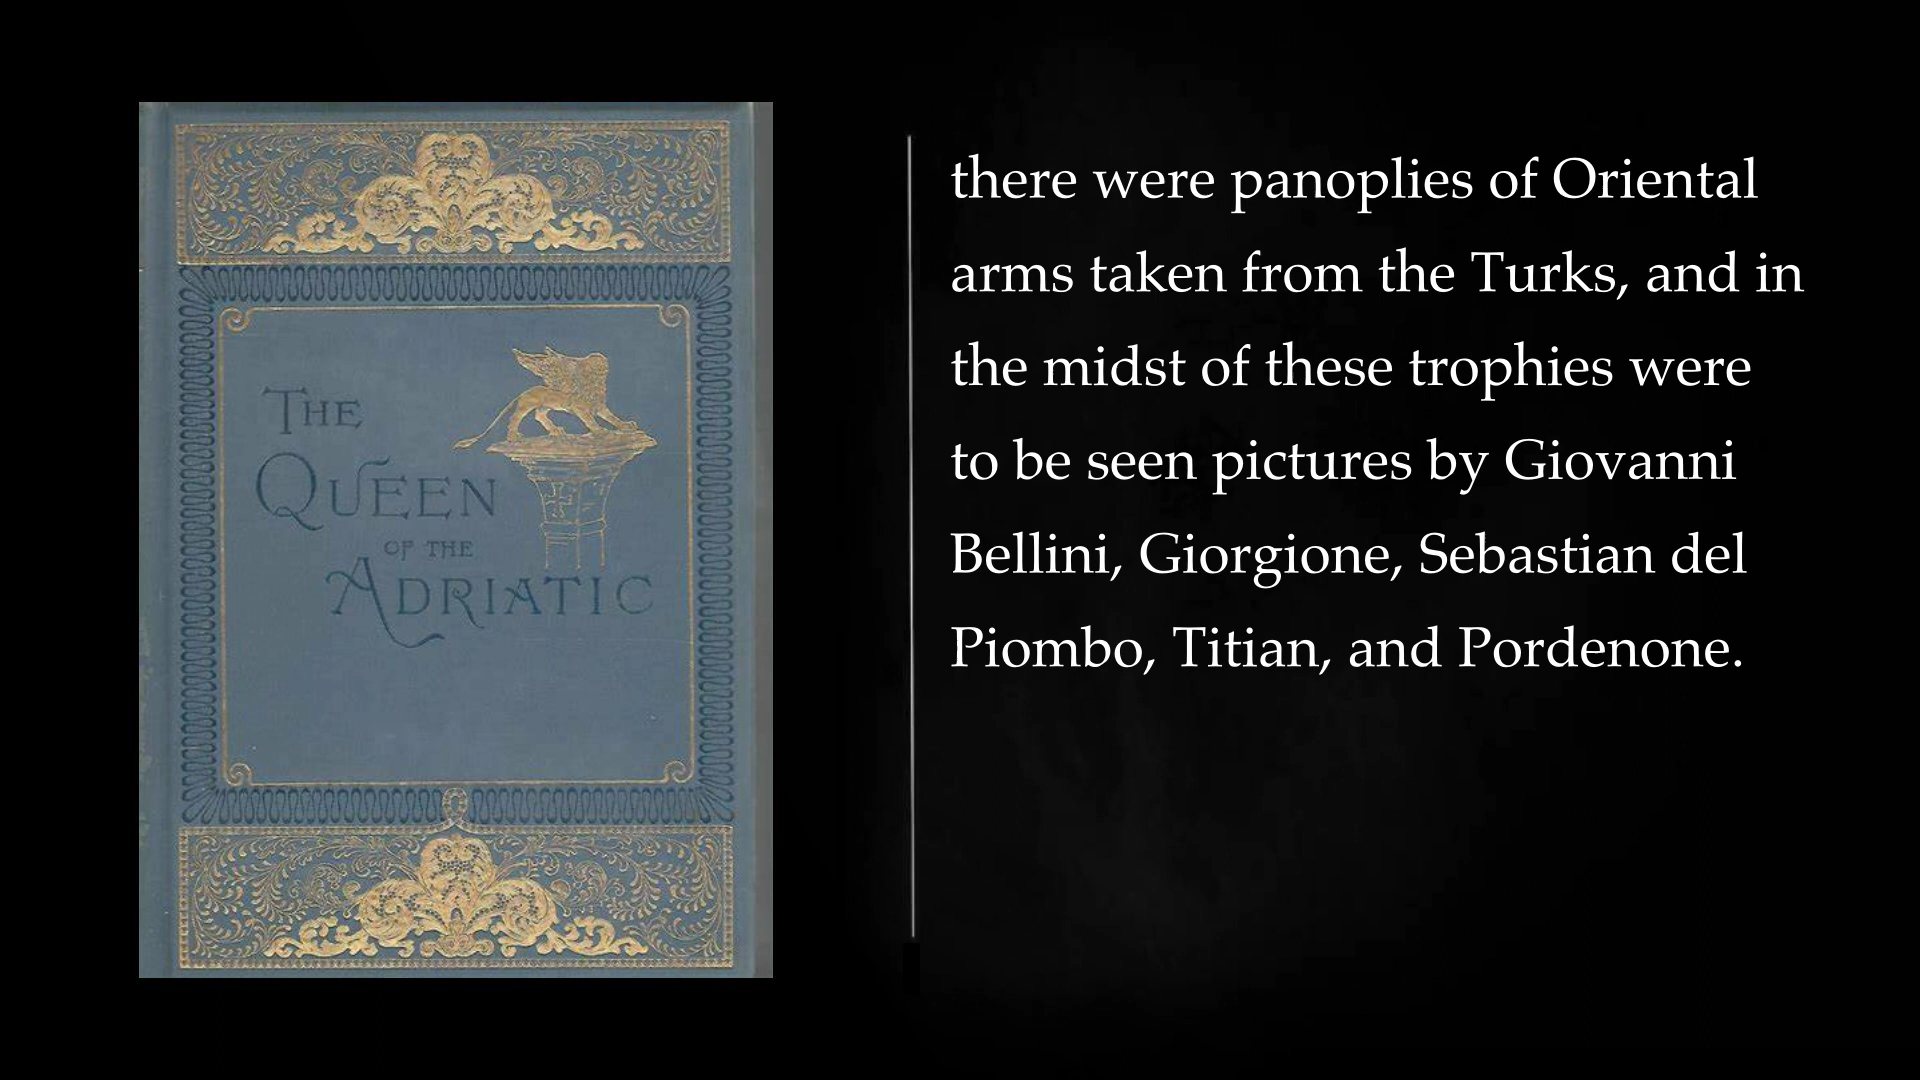 THE
QUEEN
OF THE
ADRIATIC
there were panoplies of Oriental
arms taken from the Turks, and in
the midst of these trophies were
to be seen pictures by Giovanni
Bellini, Giorgione, Sebastian del
Piombo, Titian, and Pordenone.